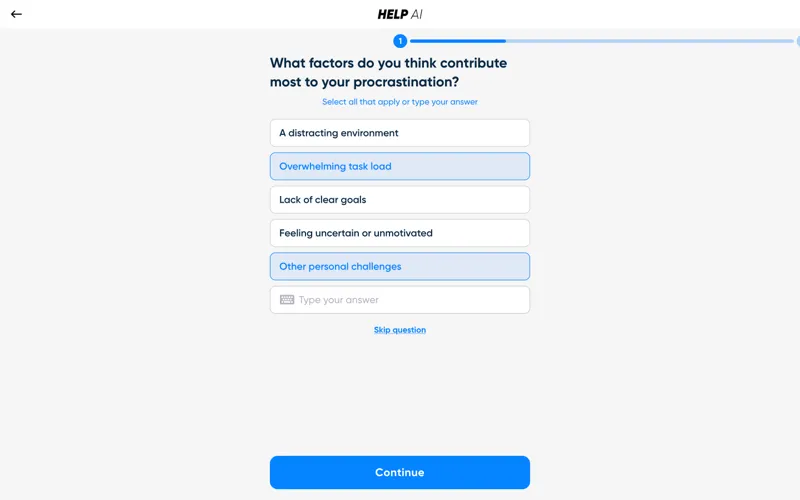 HELP AI
1
What factors do you think contribute
most to your procrastination?
Select all that apply or type your answer
A distracting environment
Overwhelming task load
Lack of clear goals
Feeling uncertain or unmotivated
Other personal challenges
Type your answer
Skip question
Continue